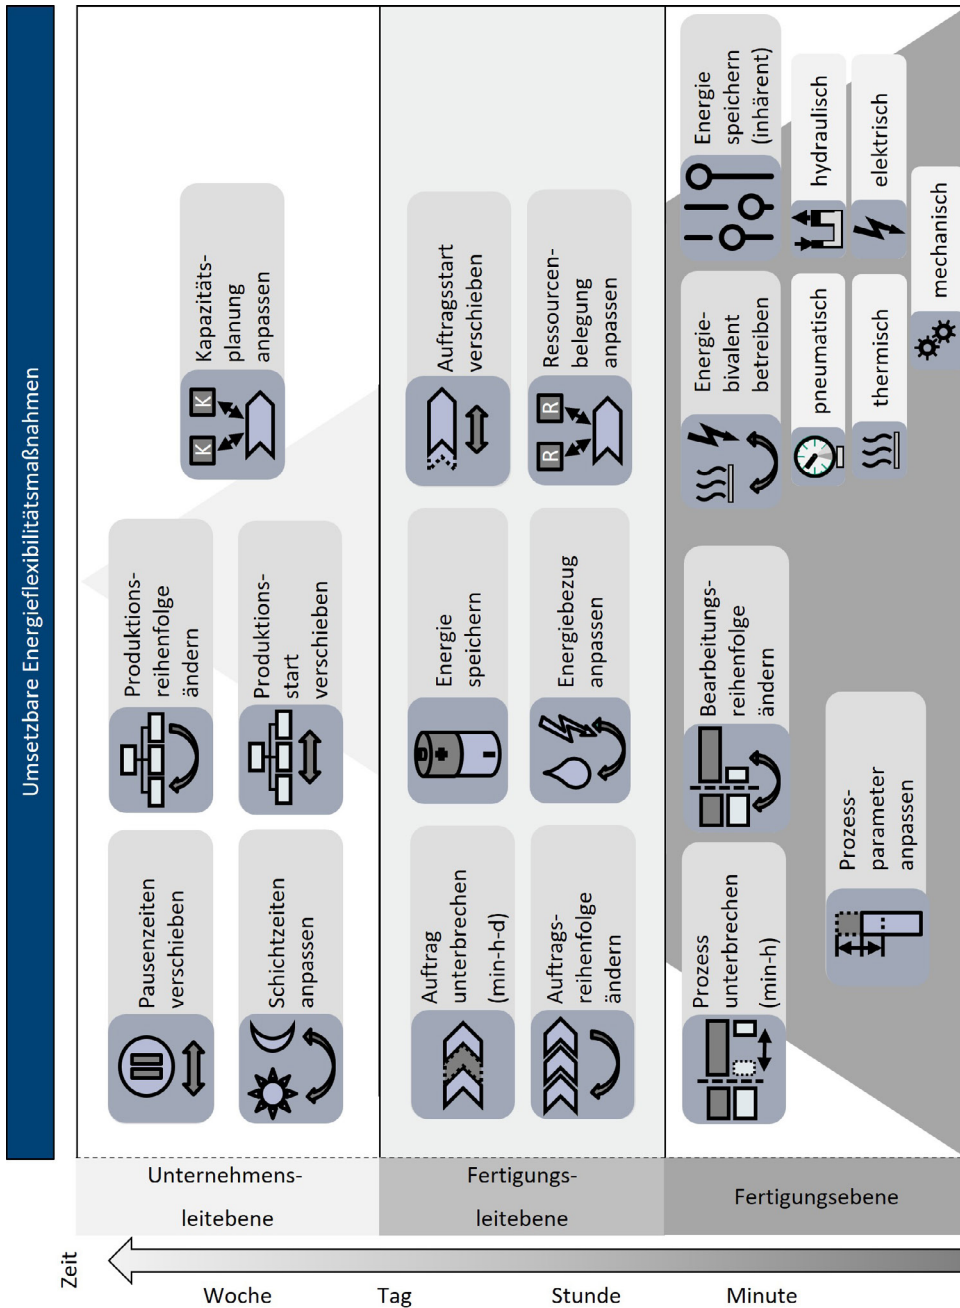 Umsetzbare Energieflexibilitätsmaßnahmen
Zeit
Woche
Tag
Stunde
Minute
Unternehmens-
leitebene
Fertigungs-
leitebene
Fertigungsebene
Pausenzeiten
verschieben
Produktions-
reihenfolge
ändern
Kapazitäts-
planung
anpassen
K
K
Schichtzeiten
anpassen
Produktions-
start
verschieben
Auftrag
unterbrechen
(min-h-d)
Energie
speichern
Auftragsstart
verschieben
Auftrags-
reihenfolge
ändern
Energiebezug
anpassen
Ressourcen-
belegung
anpassen
R
R
Prozess
unterbrechen
(min-h)
Bearbeitungs-
reihenfolge
ändern
Energie-
bivalent
betreiben
Energie
speichern
(inhärent)
Prozess-
parameter
anpassen
pneumatisch
hydraulisch
thermisch
elektrisch
mechanisch